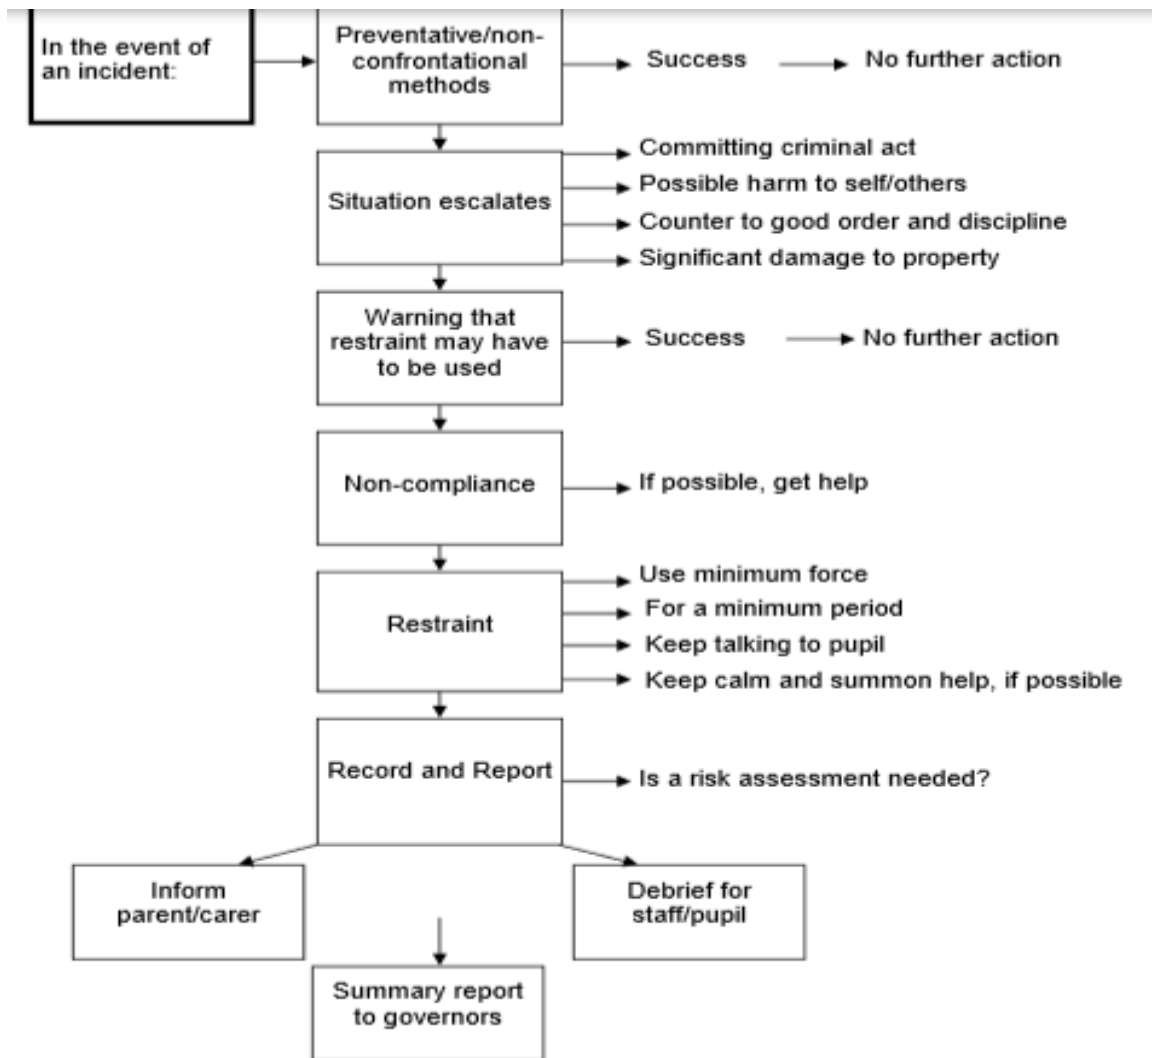 In the event of
an incident:
Preventative/non-
confrontational
methods
Success
No further action
Situation escalates
Committing criminal act
Possible harm to self/others
Counter to good order and discipline
Significant damage to property
Warning that
restraint may have
to be used
Success
No further action
Non-compliance
If possible, get help
Restraint
Use minimum force
For a minimum period
Keep talking to pupil
Keep calm and summon help, if possible
Record and Report
Is a risk assessment needed?
Inform
parent/carer
Debrief for
staff/pupil
Summary report
to governors